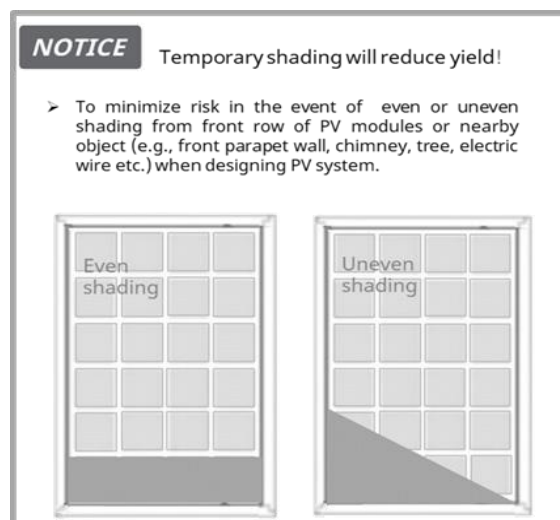 NOTICE
Temporary shading will reduce yield!
➢ To minimize risk in the event of even or uneven
shading from front row of PV modules or nearby
object (e.g., front parapet wall, chimney, tree, electric
wire etc.) when designing PV system.
Even
shading
Uneven
shading